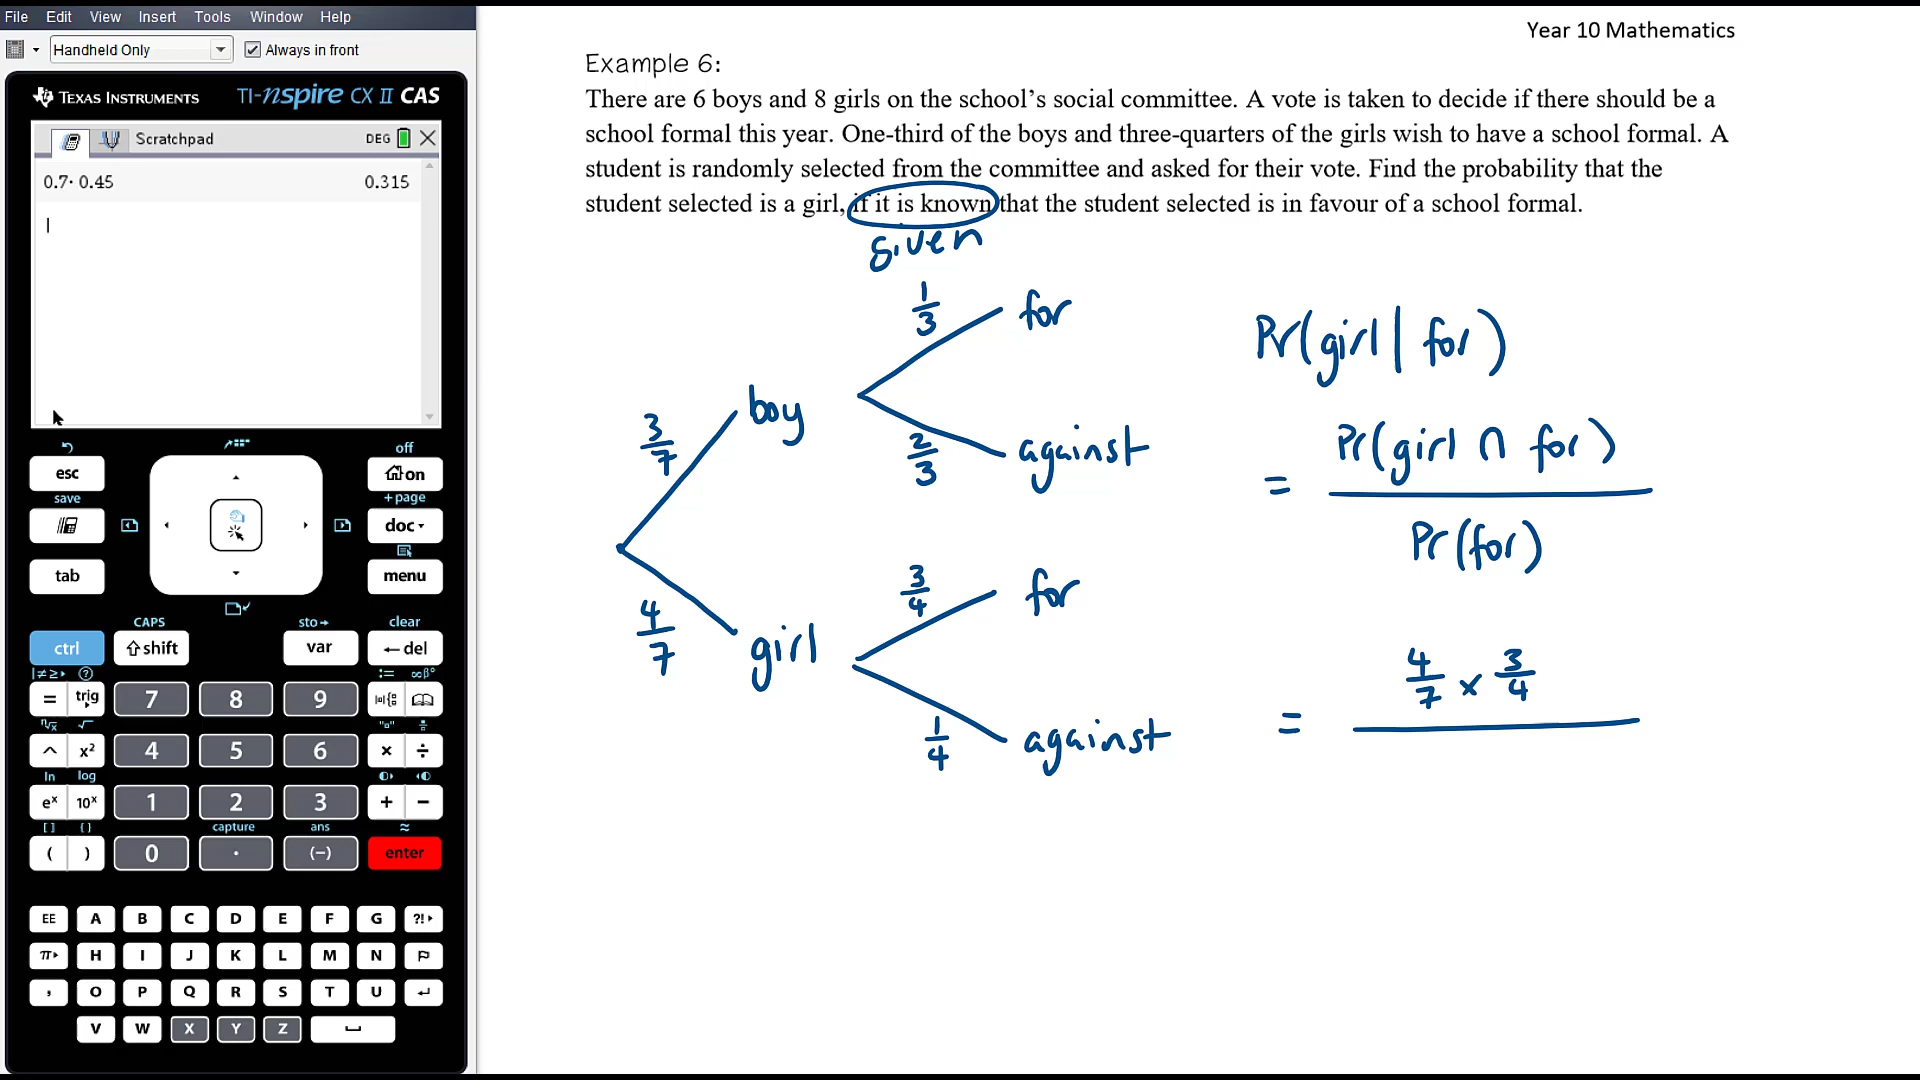 File Edit View Insert Tools Window Help
Handheld Only Always in front
TEXAS INSTRUMENTS TI-nspire CX II CAS
Scratchpad DEG
0.7· 0.45 0.315
off
esc on
save +page
doc
tab menu
CAPS sto→ clear
ctrl shift var ←del
|≠≥▸ ? := ∞β°
= trig 7 8 9
ⁿ√x √ "□" ÷
^ x² 4 5 6 × ÷
ln log
eˣ 10ˣ 1 2 3 + −
[ ] { } capture ans ≈
( ) 0 . (−) enter
EE A B C D E F G ?!▸
π▸ H I J K L M N
, O P Q R S T U ↵
V W X Y Z
Year 10 Mathematics
Example 6:
There are 6 boys and 8 girls on the school's social committee. A vote is taken to decide if there should be a
school formal this year. One-third of the boys and three-quarters of the girls wish to have a school formal. A
student is randomly selected from the committee and asked for their vote. Find the probability that the
student selected is a girl, if it is known that the student selected is in favour of a school formal.
given
1/3 for
3/7 boy
2/3 against
4/7 girl
3/4 for
1/4 against
Pr(girl | for)
= Pr(girl ∩ for)
Pr(for)
= 4/7 × 3/4